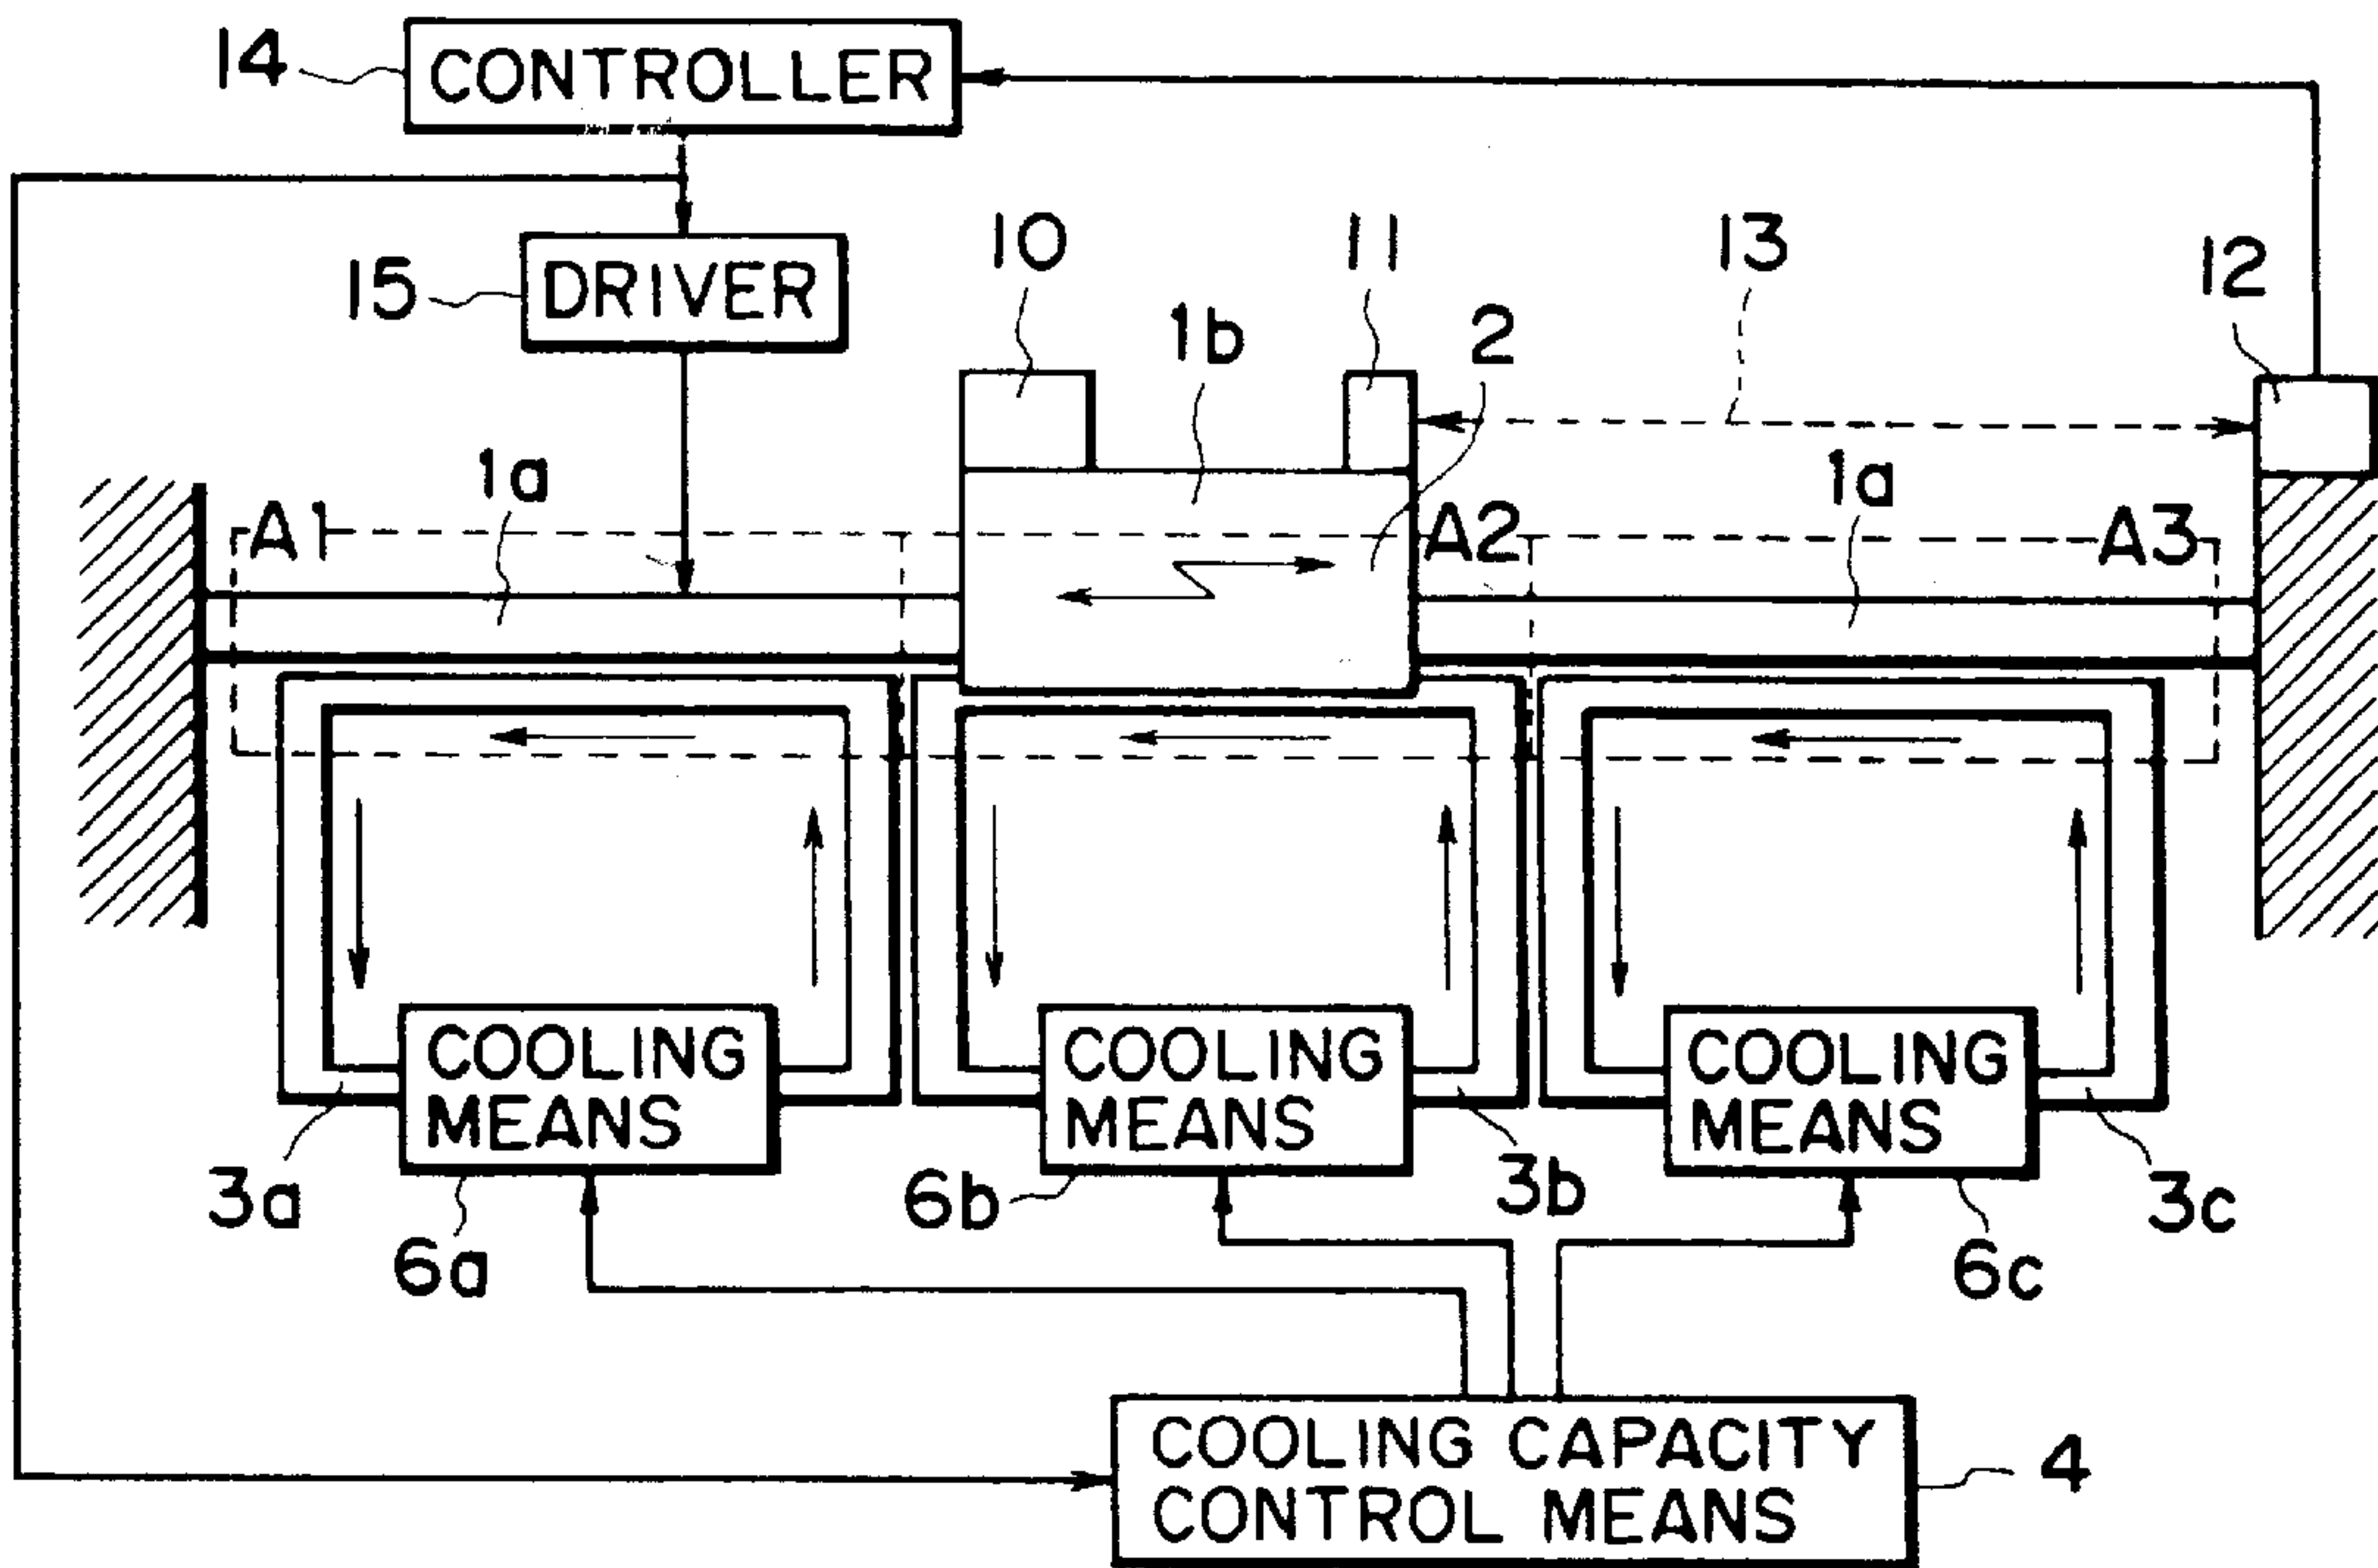 14
CONTROLLER
15
DRIVER
10
11
13
12
1b
2
1a
1a
A1
A2
A3
COOLING
MEANS
COOLING
MEANS
COOLING
MEANS
3a
6a
6b
3b
6c
3c
COOLING CAPACITY
CONTROL MEANS
4